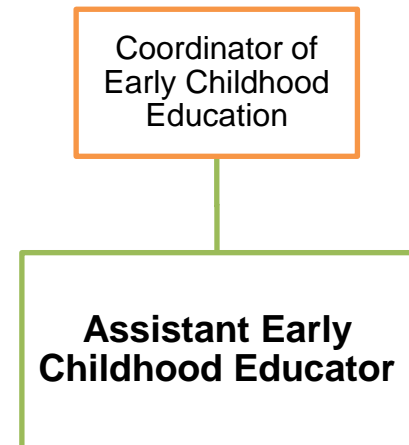 Coordinator of
Early Childhood
Education
Assistant Early
Childhood Educator